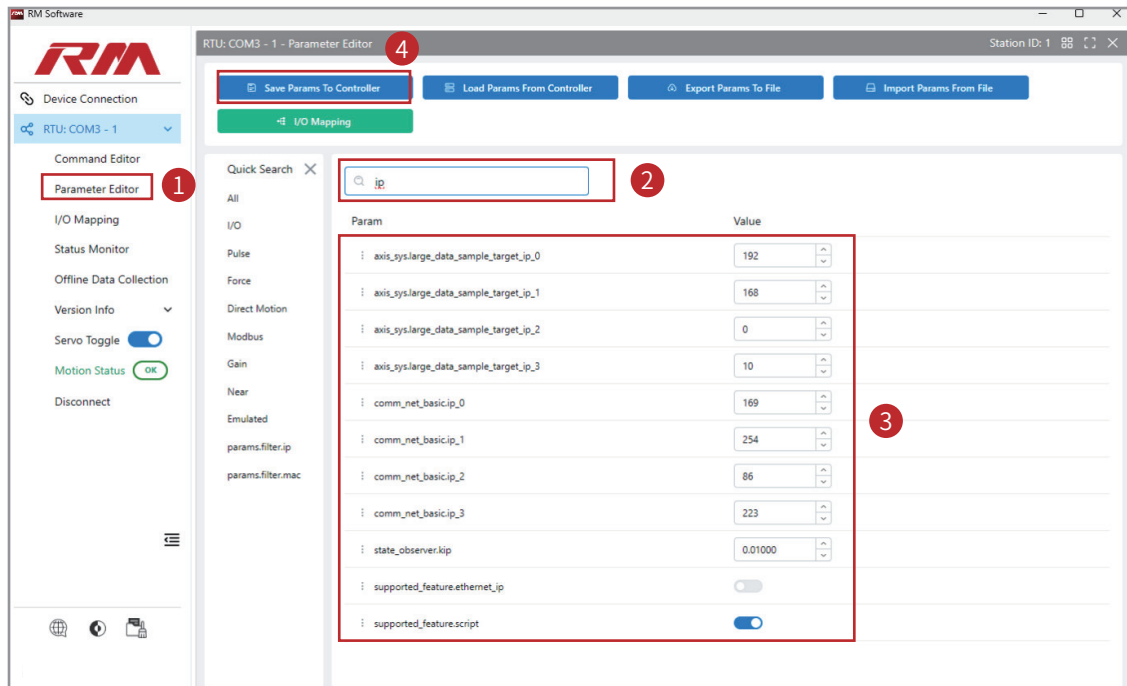 RM Software
RM
Device Connection
RTU: COM3 - 1
Command Editor
Parameter Editor
1
I/O Mapping
Status Monitor
Offline Data Collection
Version Info
Servo Toggle
Motion Status OK
Disconnect
RTU: COM3 - 1 - Parameter Editor
4
Station ID: 1
Save Params To Controller
Load Params From Controller
Export Params To File
Import Params From File
I/O Mapping
Quick Search
All
I/O
Pulse
Force
Direct Motion
Modbus
Gain
Near
Emulated
params.filter.ip
params.filter.mac
ip
2
Param Value
axis_sys.large_data_sample_target_ip_0 192
axis_sys.large_data_sample_target_ip_1 168
axis_sys.large_data_sample_target_ip_2 0
axis_sys.large_data_sample_target_ip_3 10
comm_net_basic.ip_0 169
comm_net_basic.ip_1 254
3
comm_net_basic.ip_2 86
comm_net_basic.ip_3 223
state_observer.kip 0.01000
supported_feature.ethernet_ip
supported_feature.script